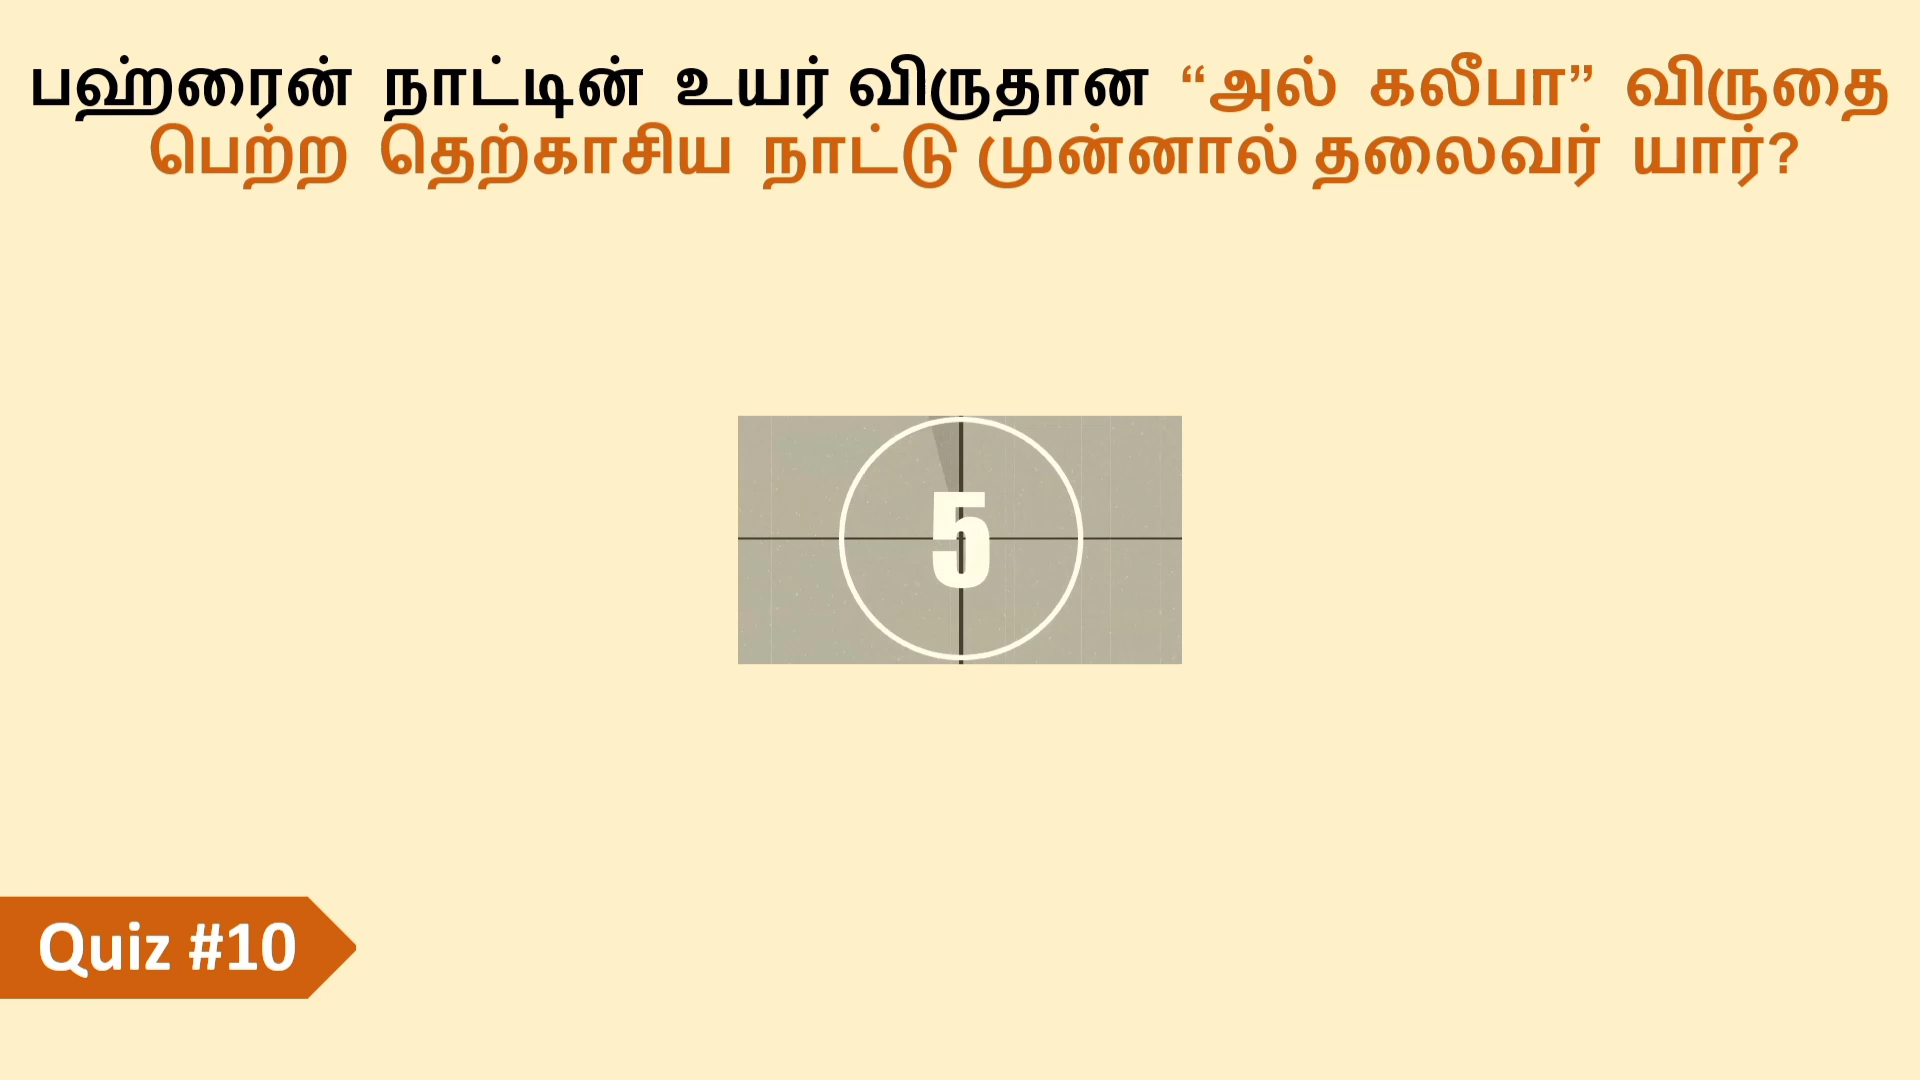 பஹ்ரைன் நாட்டின் உயர் விருதான “அல் கலீபா” விருதை
பெற்ற தெற்காசிய நாட்டு முன்னால் தலைவர் யார்?
5
Quiz #10